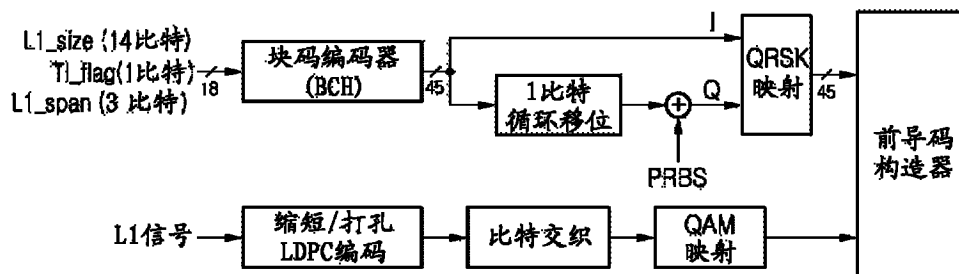 L1_size (14比特)
TI_flag(1比特)
L1_span (3 比特)
18
块码编码器
(BCH)
45
I
1比特
循环移位
Q
PRBS
QRSK
映射
45
前导码
构造器
L1信号
缩短/打孔
LDPC编码
比特交织
QAM
映射